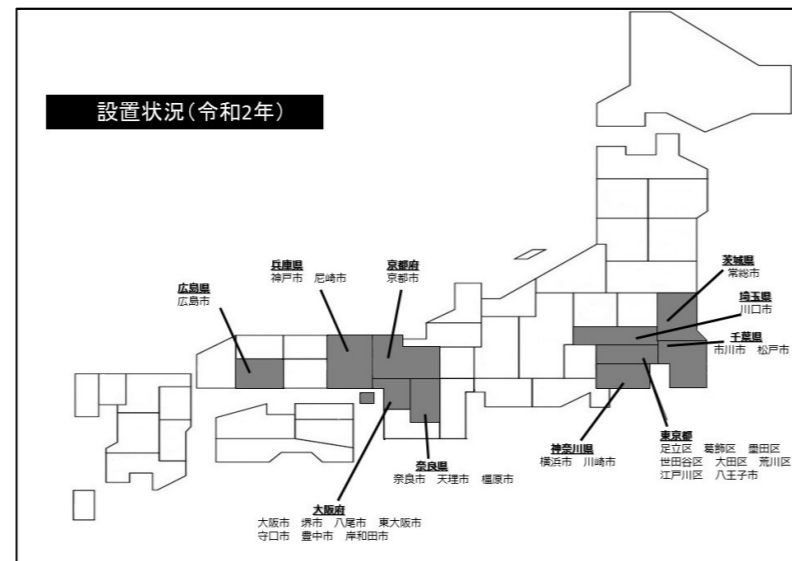 設置状況(令和2年)
兵庫県
神戸市 尼崎市
京都府
京都市
広島県
広島市
茨城県
常総市
埼玉県
川口市
千葉県
市川市 松戸市
東京都
足立区 葛飾区 墨田区
世田谷区 大田区 荒川区
江戸川区 八王子市
神奈川県
横浜市 川崎市
奈良県
奈良市 天理市 橿原市
大阪府
大阪市 堺市 八尾市 東大阪市
守口市 豊中市 岸和田市